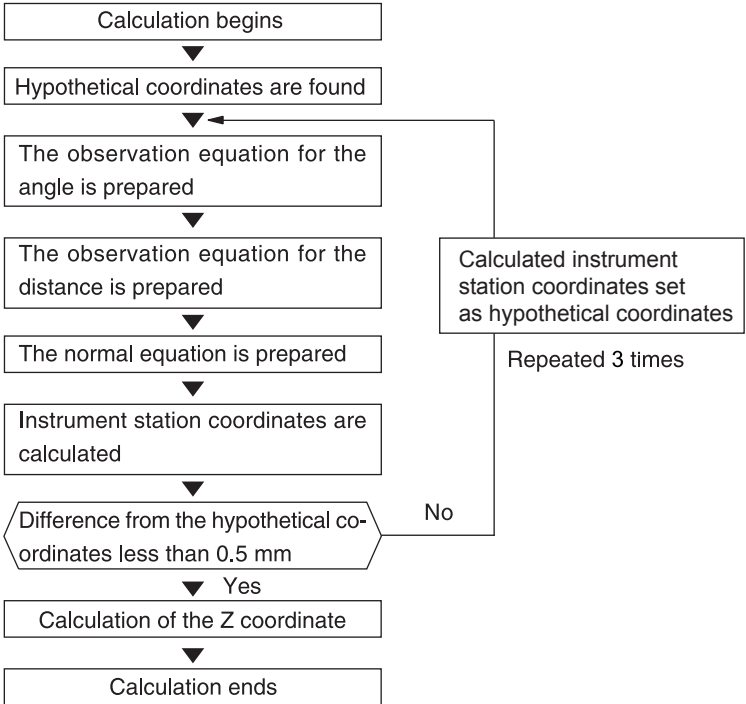 Calculation begins
Hypothetical coordinates are found
The observation equation for the
angle is prepared
The observation equation for the
distance is prepared
The normal equation is prepared
Instrument station coordinates are
calculated
Difference from the hypothetical co-
ordinates less than 0.5 mm
No
Calculated instrument
station coordinates set
as hypothetical coordinates
Repeated 3 times
Yes
Calculation of the Z coordinate
Calculation ends